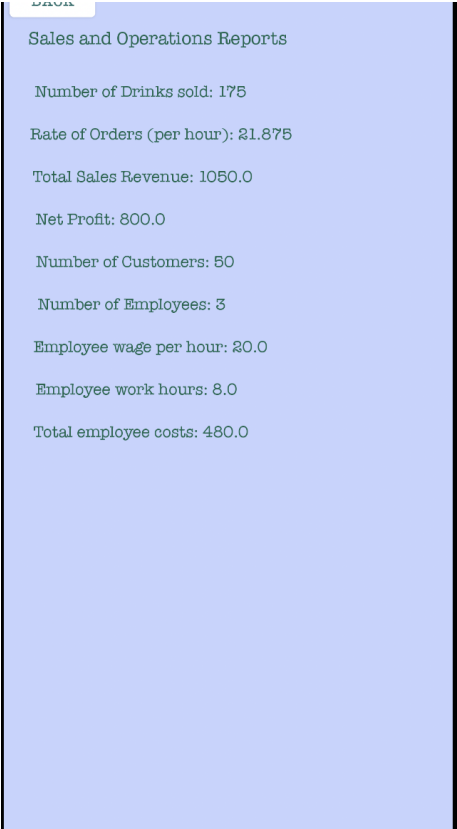 BACK
Sales and Operations Reports
Number of Drinks sold: 175
Rate of Orders (per hour): 21.875
Total Sales Revenue: 1050.0
Net Profit: 800.0
Number of Customers: 50
Number of Employees: 3
Employee wage per hour: 20.0
Employee work hours: 8.0
Total employee costs: 480.0